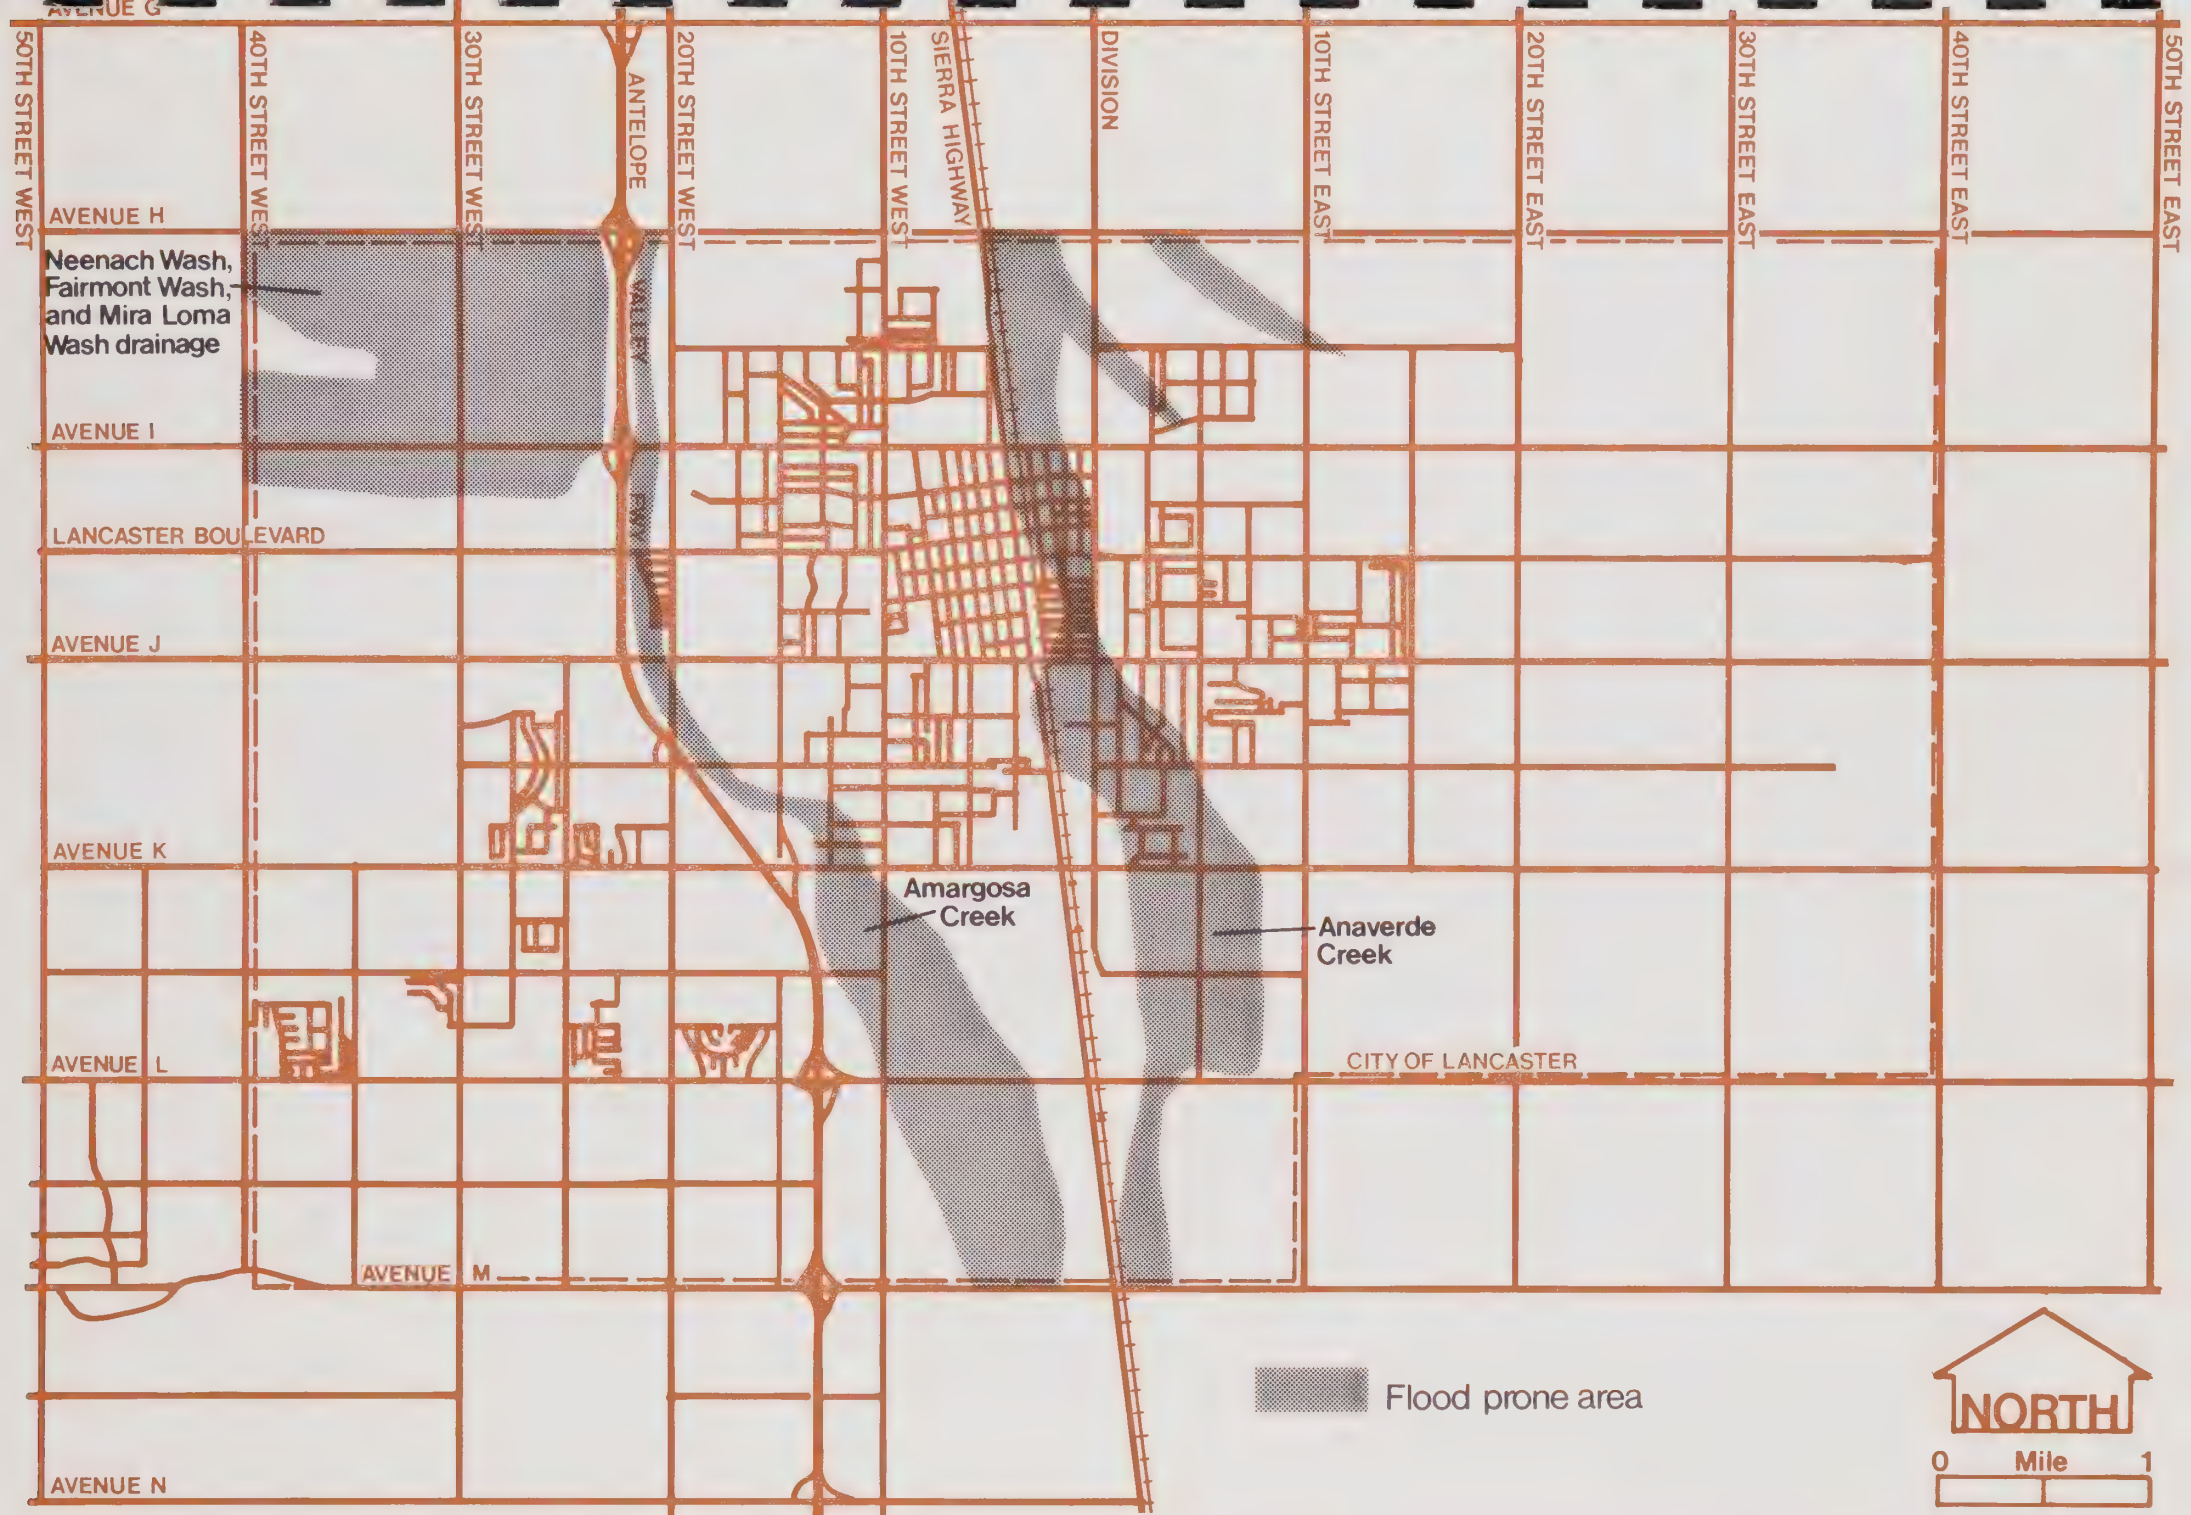 AVENUE G
50TH STREET WEST
40TH STREET WEST
30TH STREET WEST
ANTELOPE
VALLEY
FWY
20TH STREET WEST
10TH STREET WEST
SIERRA HIGHWAY
DIVISION
10TH STREET EAST
20TH STREET EAST
30TH STREET EAST
40TH STREET EAST
50TH STREET EAST
AVENUE H
Neenach Wash,
Fairmont Wash,
and Mira Loma
Wash drainage
AVENUE I
LANCASTER BOULEVARD
AVENUE J
AVENUE K
Amargosa
Creek
Anaverde
Creek
AVENUE L
CITY OF LANCASTER
AVENUE M
Flood prone area
NORTH
0 Mile 1
AVENUE N